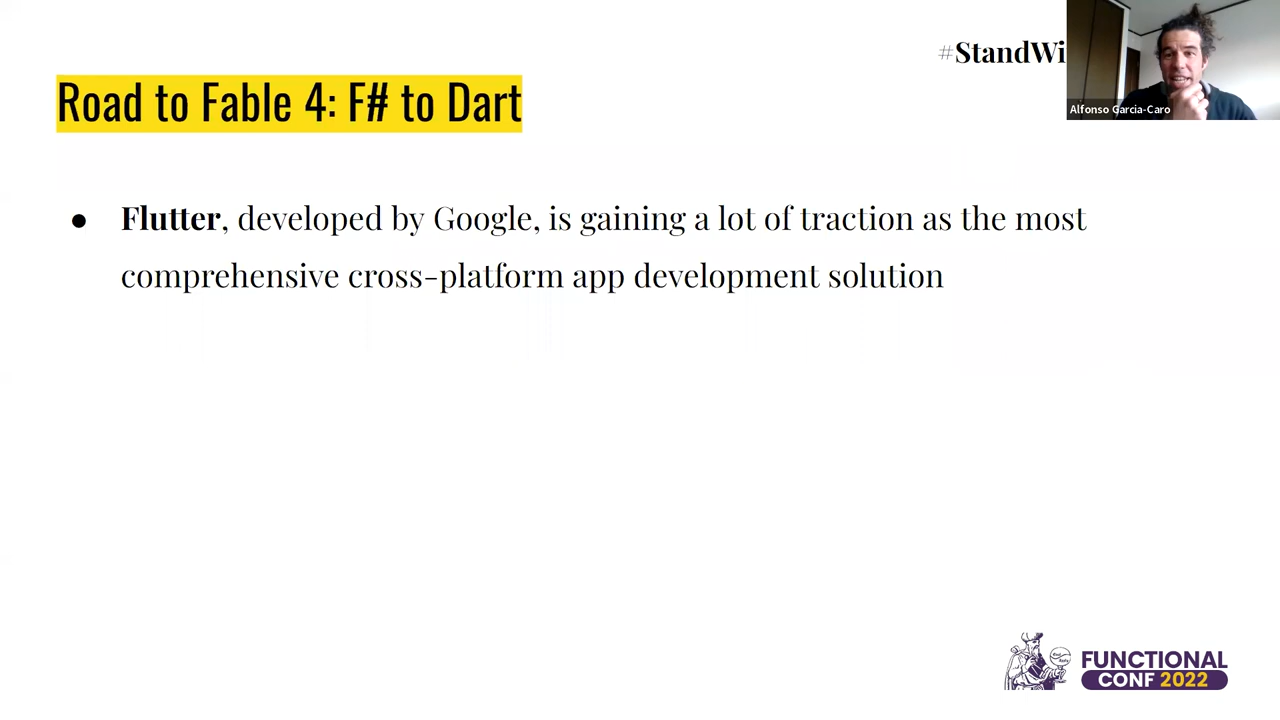 #StandWi
Alfonso Garcia-Caro
Road to Fable 4: F# to Dart
● Flutter, developed by Google, is gaining a lot of traction as the most
comprehensive cross-platform app development solution
FUNCTIONAL
CONF 2022